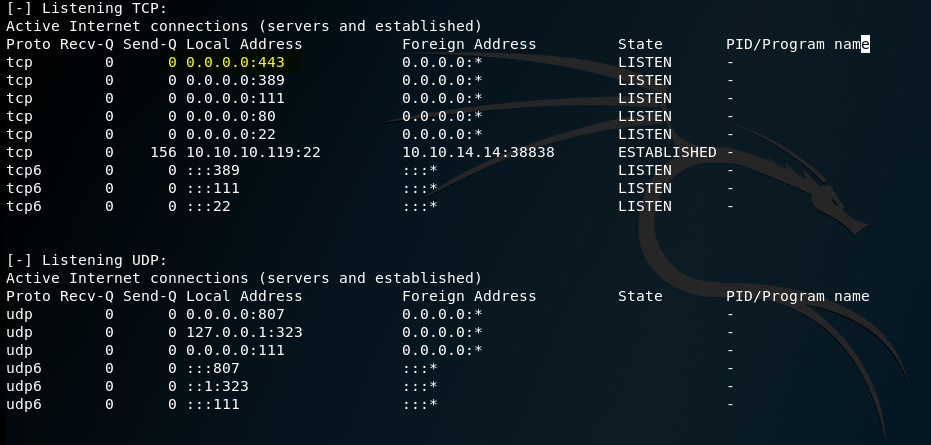 [-] Listening TCP:
Active Internet connections (servers and established)
Proto Recv-Q Send-Q Local Address           Foreign Address         State       PID/Program name
tcp        0      0 0.0.0.0:443             0.0.0.0:*               LISTEN      -
tcp        0      0 0.0.0.0:389             0.0.0.0:*               LISTEN      -
tcp        0      0 0.0.0.0:111             0.0.0.0:*               LISTEN      -
tcp        0      0 0.0.0.0:80              0.0.0.0:*               LISTEN      -
tcp        0      0 0.0.0.0:22              0.0.0.0:*               LISTEN      -
tcp        0    156 10.10.10.119:22         10.10.14.14:38838       ESTABLISHED -
tcp6       0      0 :::389                  :::*                    LISTEN      -
tcp6       0      0 :::111                  :::*                    LISTEN      -
tcp6       0      0 :::22                   :::*                    LISTEN      -
[-] Listening UDP:
Active Internet connections (servers and established)
Proto Recv-Q Send-Q Local Address           Foreign Address         State       PID/Program name
udp        0      0 0.0.0.0:807             0.0.0.0:*                           -
udp        0      0 127.0.0.1:323           0.0.0.0:*                           -
udp        0      0 0.0.0.0:111             0.0.0.0:*                           -
udp6       0      0 :::807                  :::*                                -
udp6       0      0 ::1:323                 :::*                                -
udp6       0      0 :::111                  :::*                                -